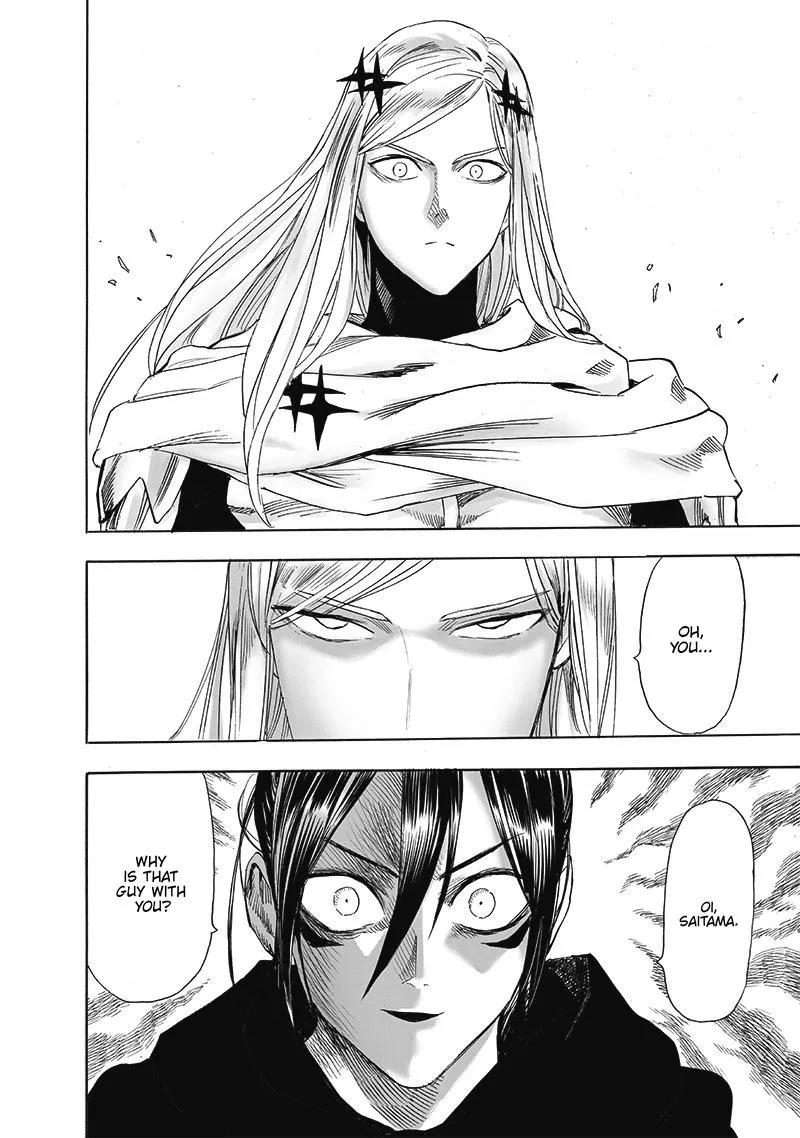 OH,
YOU...
OI,
SAITAMA.
WHY
IS THAT
GUY WITH
YOU?